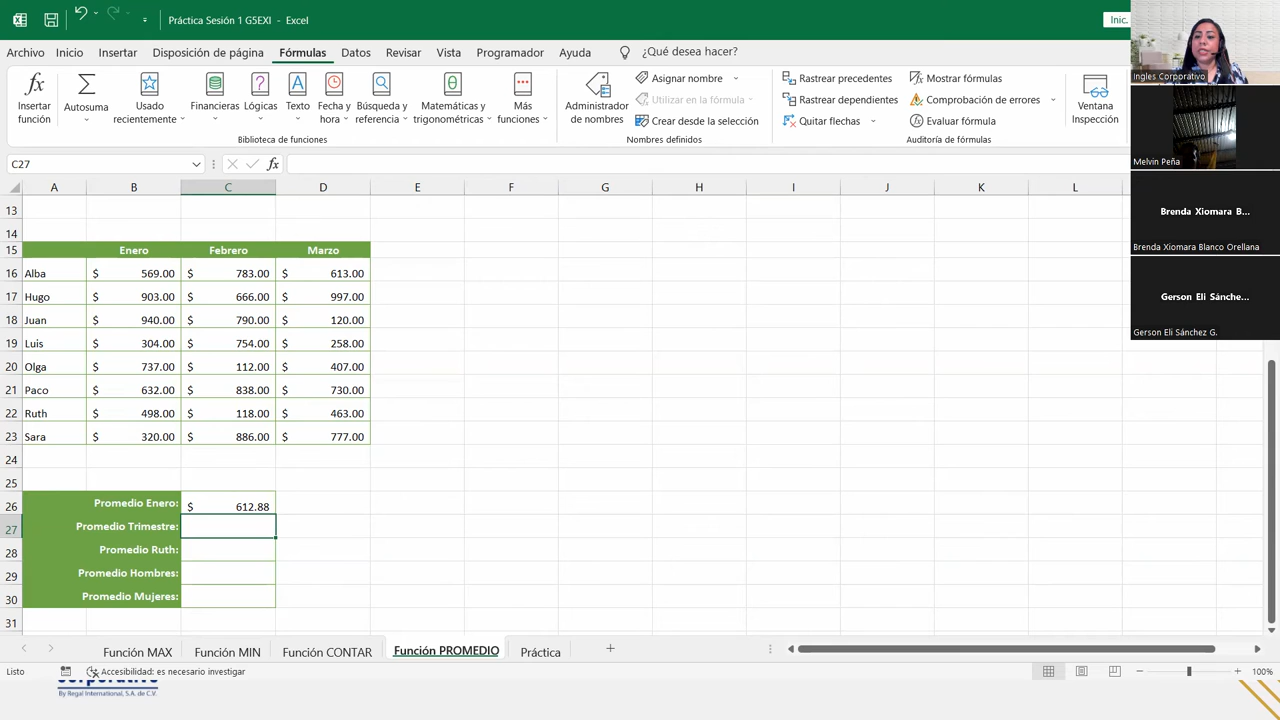 Práctica Sesión 1 G5EXI - Excel
Inic.
Archivo Inicio Insertar Disposición de página Fórmulas Datos Revisar Ayuda ¿Qué desea hacer?
Insertar función
Autosuma
Usado recientemente
Financieras
Lógicas
Texto
Fecha y hora
Búsqueda y referencia
Administrador de nombres
Asignar nombre
Utilizar en la fórmula
Crear desde la selección
Rastrear precedentes
Rastrear dependientes
Quitar flechas
Mostrar fórmulas
Comprobación de errores
Evaluar fórmula
Ventana Inspección
Biblioteca de funciones
Nombres definidos
Auditoría de fórmulas
C27
fx
A B C D E F G H I J K L
13
14
15 Enero Febrero Marzo
16 Alba $ 569.00 $ 783.00 $ 613.00
17 Hugo $ 903.00 $ 666.00 $ 997.00
18 Juan $ 940.00 $ 790.00 $ 120.00
19 Luis $ 304.00 $ 754.00 $ 258.00
20 Olga $ 737.00 $ 112.00 $ 407.00
21 Paco $ 632.00 $ 838.00 $ 730.00
22 Ruth $ 498.00 $ 118.00 $ 463.00
23 Sara $ 320.00 $ 886.00 $ 777.00
24
25
26 Promedio Enero: $ 612.88
27 Promedio Trimestre:
28 Promedio Ruth:
29 Promedio Hombres:
30 Promedio Mujeres:
31
Función MAX Función MIN Función CONTAR Función PROMEDIO Práctica
Listo Accesibilidad: es necesario investigar 100%
By Regal International, S.A. de C.V.
Ingles Corporativo
Melvin Peña
Brenda Xiomara B...
Brenda Xiomara Blanco Orellana
Gerson Eli Sánche...
Gerson Eli Sánchez G.